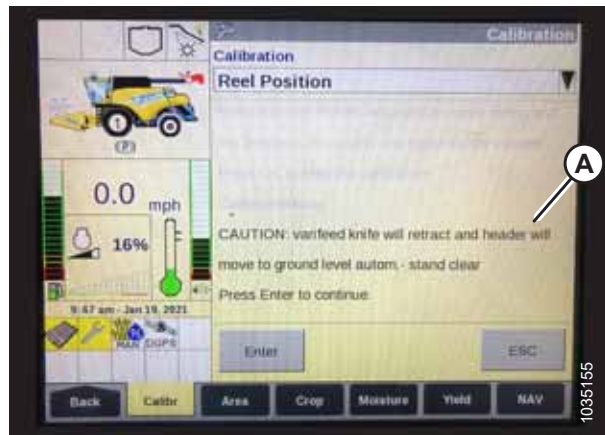 Calibration
Calibration
Reel Position
1
(P)
0.0 mph
16%
CAUTION: varifeed knife will retract and header will
move to ground level autom.- stand clear
Press Enter to continue.
9:47 am - Jan 19, 2021
MAN DGPS
Enter
ESC
Back
Calibr
Area
Crop
Moisture
Yield
NAV
A
1035155